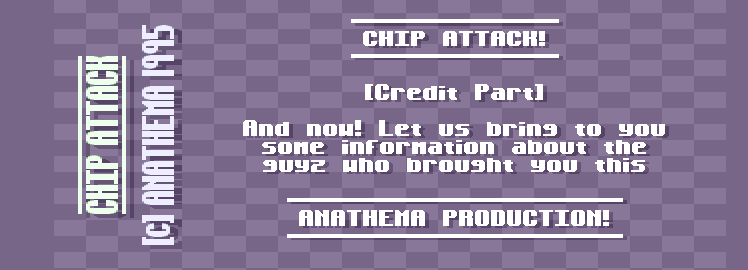 CHIP ATTACK
[c] ANATHEMA 1995
CHIP ATTACK!
[Credit Part]
And now! Let us bring to you
some information about the
guyz who brought you this
ANATHEMA PRODUCTION!